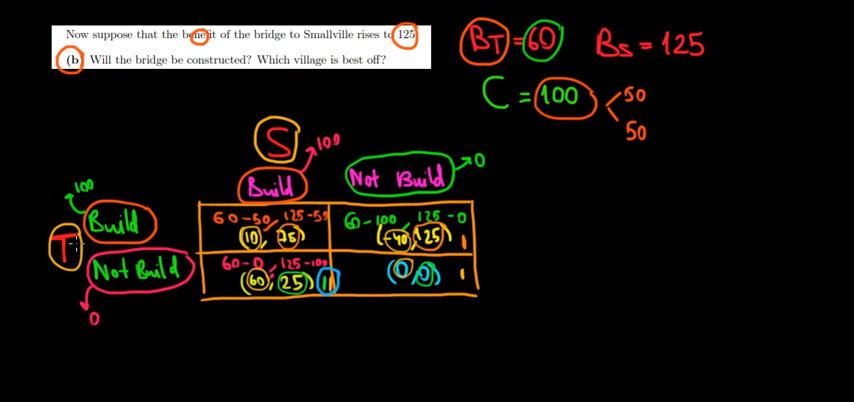 Now suppose that the benefit of the bridge to Smallville rises to 125
(b) Will the bridge be constructed? Which village is best off?
BT = 60 Bs = 125
C = 100
50
50
S
100
Build
Not Build
0
100
Build
T
Not Build
0
60-50, 125-50
(10, 75)
60-100, 125-0
(-40, 125) 1
60-0, 125-100
(60, 25) 1
(0, 0) 1